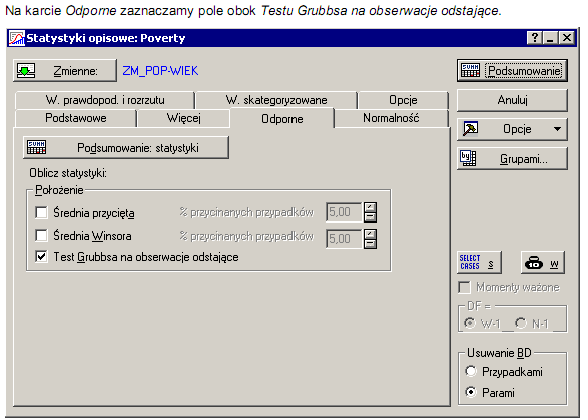 Na karcie Odporne zaznaczamy pole obok Testu Grubbsa na obserwacje odstające.
Statystyki opisowe: Poverty
Zmienne: ZM_POP-WIEK
Podsumowanie
W. prawdopod. i rozrzutu W. skategoryzowane Opcje
Anuluj
Podstawowe Więcej Odporne Normalność
Opcje
Podsumowanie: statystyki
Grupami...
Oblicz statystyki:
Położenie
Średnia przycięta % przycinanych przypadków 5,00
Średnia Winsora % przycinanych przypadków 5,00
Test Grubbsa na obserwacje odstające
SELECT CASES S W
Momenty ważone
DF =
W-1 N-1
Usuwanie BD
Przypadkami
Parami